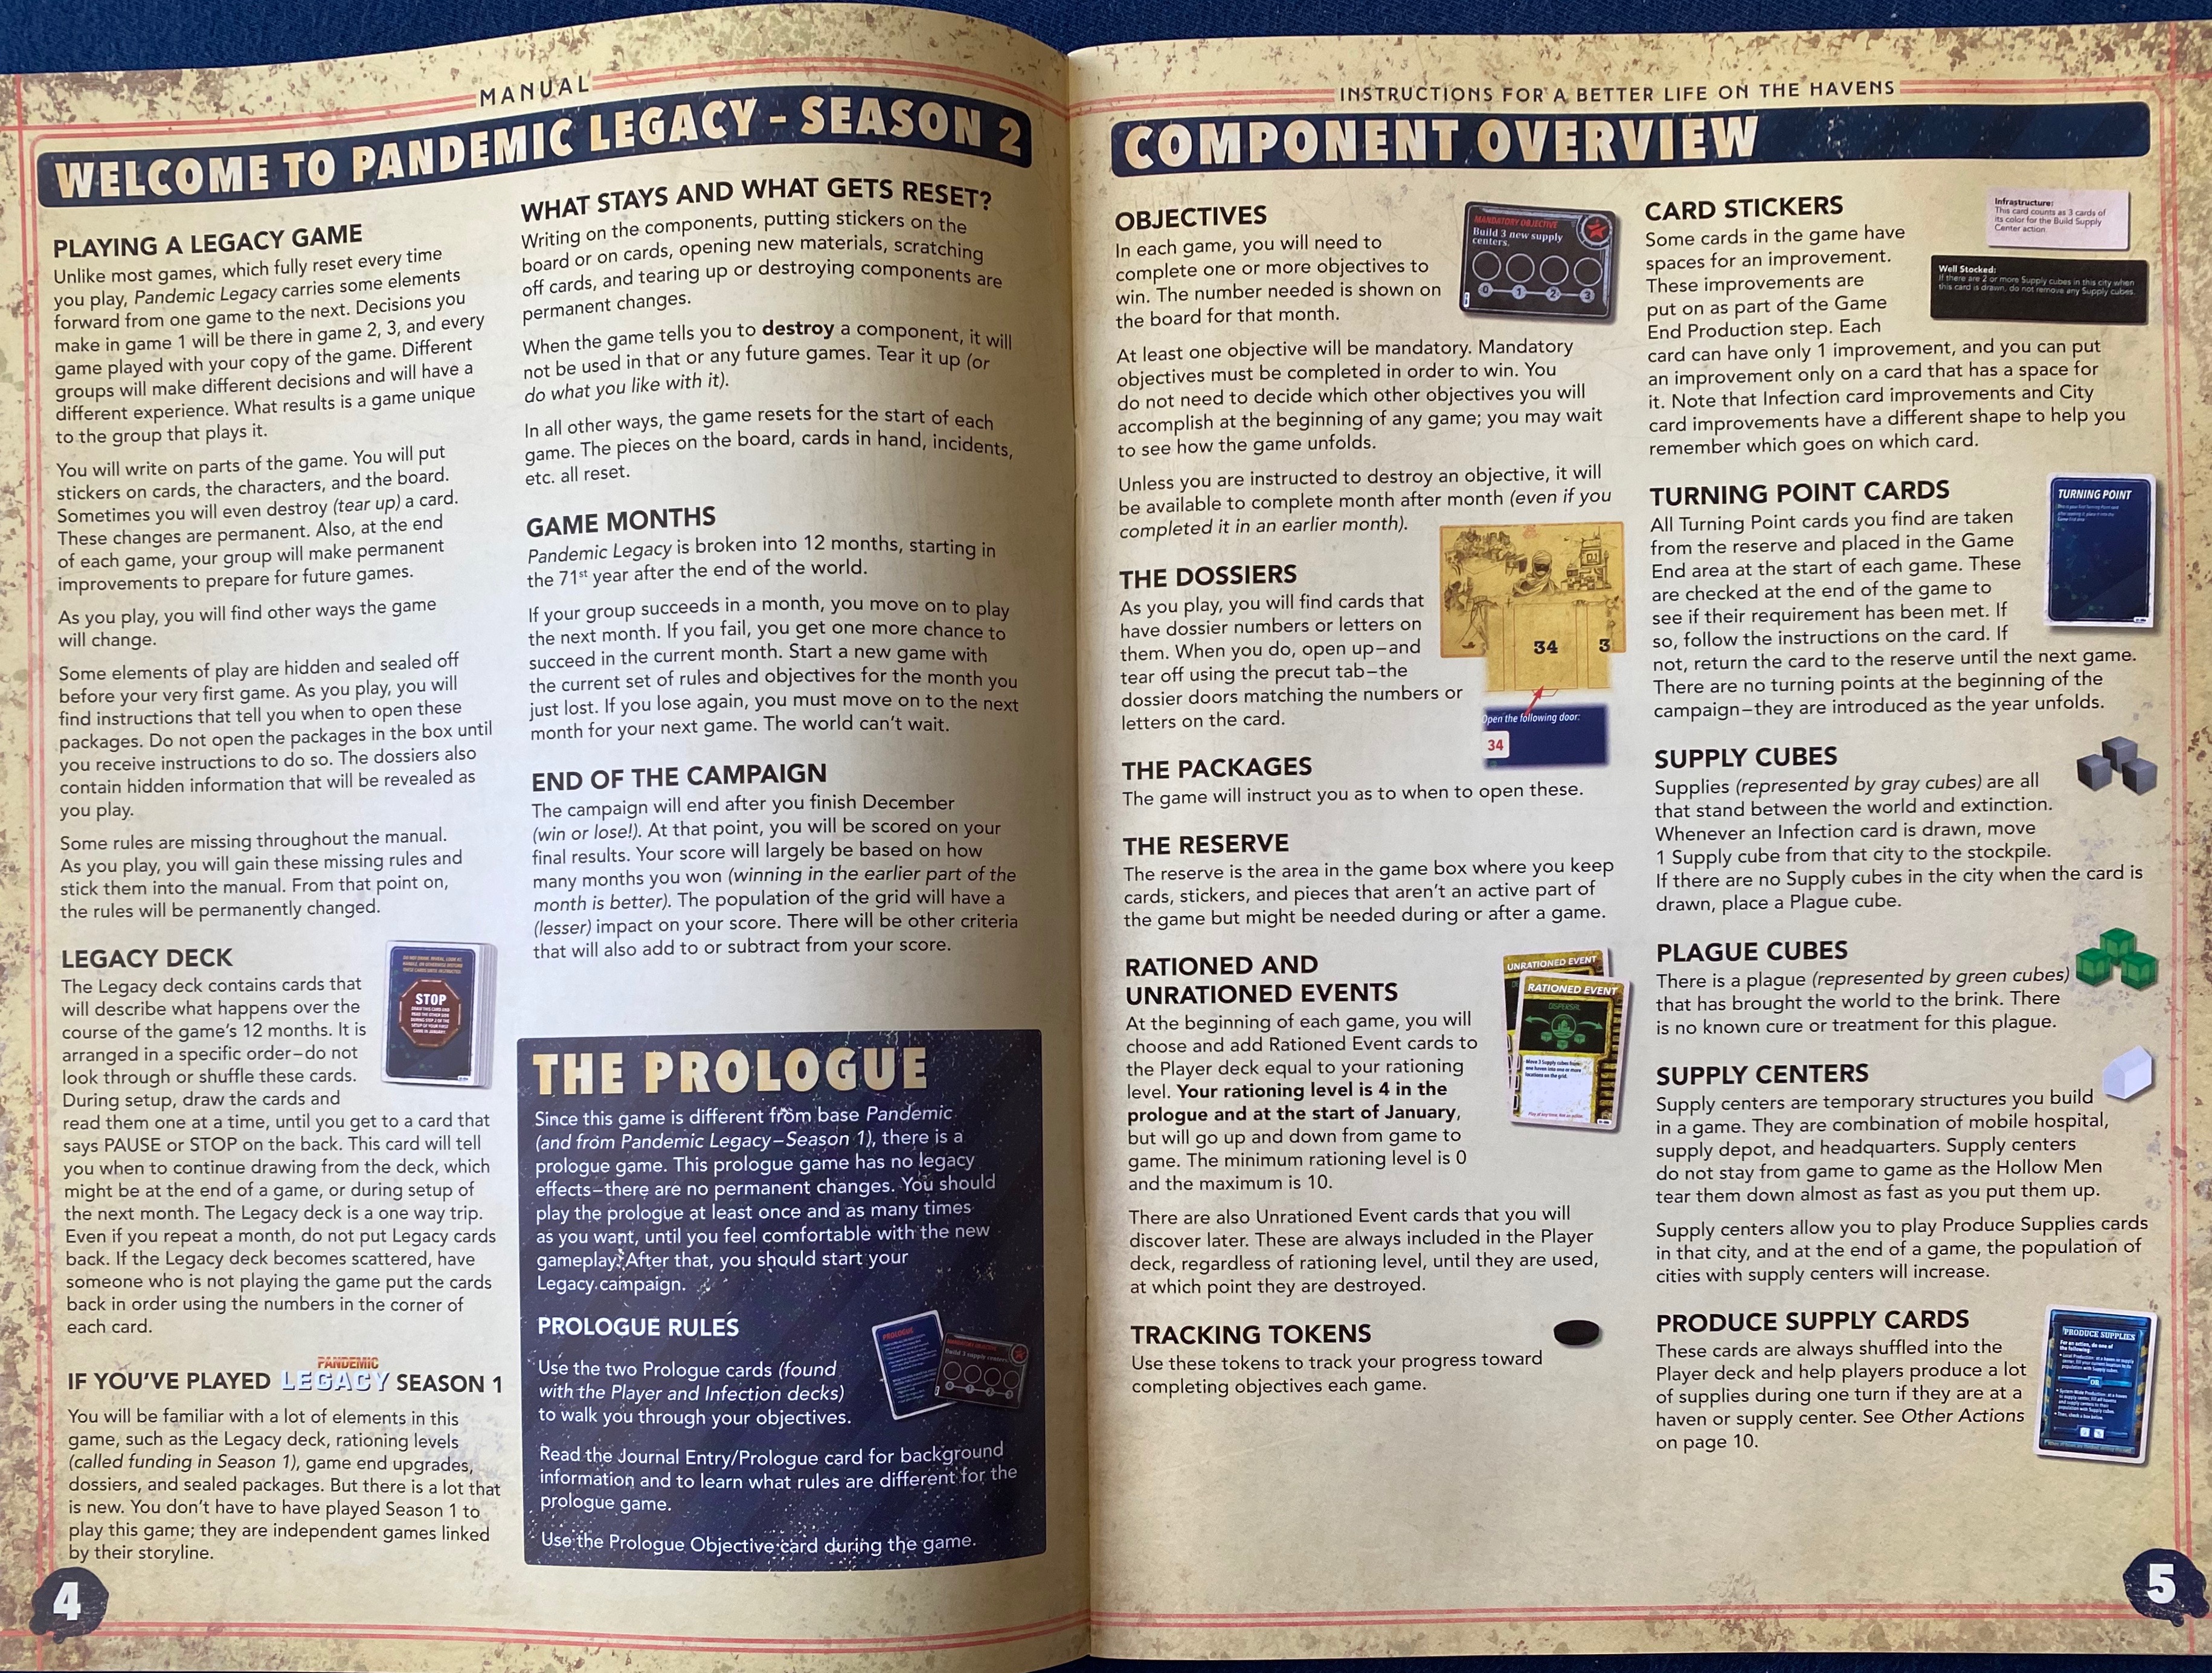 MANUAL
WELCOME TO PANDEMIC LEGACY - SEASON 2
PLAYING A LEGACY GAME
Unlike most games, which fully reset every time
you play, Pandemic Legacy carries some elements
forward from one game to the next. Decisions you
make in game 1 will be there in game 2, 3, and every
game played with your copy of the game. Different
groups will make different decisions and will have a
different experience. What results is a game unique
to the group that plays it.
You will write on parts of the game. You will put
stickers on cards, the characters, and the board.
Sometimes you will even destroy (tear up) a card.
These changes are permanent. Also, at the end
of each game, your group will make permanent
improvements to prepare for future games.
As you play, you will find other ways the game
will change.
Some elements of play are hidden and sealed off
before your very first game. As you play, you will
find instructions that tell you when to open these
packages. Do not open the packages in the box until
you receive instructions to do so. The dossiers also
contain hidden information that will be revealed as
you play.
Some rules are missing throughout the manual.
As you play, you will gain these missing rules and
stick them into the manual. From that point on,
the rules will be permanently changed.
LEGACY DECK
The Legacy deck contains cards that
will describe what happens over the
course of the game's 12 months. It is
arranged in a specific order–do not
look through or shuffle these cards.
During setup, draw the cards and
read them one at a time, until you get to a card that
says PAUSE or STOP on the back. This card will tell
you when to continue drawing from the deck, which
might be at the end of a game, or during setup of
the next month. The Legacy deck is a one way trip.
Even if you repeat a month, do not put Legacy cards
back. If the Legacy deck becomes scattered, have
someone who is not playing the game put the cards
back in order using the numbers in the corner of
each card.
STOP
IF YOU'VE PLAYED PANDEMIC LEGACY SEASON 1
You will be familiar with a lot of elements in this
game, such as the Legacy deck, rationing levels
(called funding in Season 1), game end upgrades,
dossiers, and sealed packages. But there is a lot that
is new. You don't have to have played Season 1 to
play this game; they are independent games linked
by their storyline.
4
WHAT STAYS AND WHAT GETS RESET?
Writing on the components, putting stickers on the
board or on cards, opening new materials, scratching
off cards, and tearing up or destroying components are
permanent changes.
When the game tells you to destroy a component, it will
not be used in that or any future games. Tear it up (or
do what you like with it).
In all other ways, the game resets for the start of each
game. The pieces on the board, cards in hand, incidents,
etc. all reset.
GAME MONTHS
Pandemic Legacy is broken into 12 months, starting in
the 71st year after the end of the world.
If your group succeeds in a month, you move on to play
the next month. If you fail, you get one more chance to
succeed in the current month. Start a new game with
the current set of rules and objectives for the month you
just lost. If you lose again, you must move on to the next
month for your next game. The world can't wait.
END OF THE CAMPAIGN
The campaign will end after you finish December
(win or lose!). At that point, you will be scored on your
final results. Your score will largely be based on how
many months you won (winning in the earlier part of the
month is better). The population of the grid will have a
(lesser) impact on your score. There will be other criteria
that will also add to or subtract from your score.
THE PROLOGUE
Since this game is different from base Pandemic
(and from Pandemic Legacy–Season 1), there is a
prologue game. This prologue game has no legacy
effects–there are no permanent changes. You should
play the prologue at least once and as many times
as you want, until you feel comfortable with the new
gameplay. After that, you should start your
Legacy campaign.
PROLOGUE RULES
Use the two Prologue cards (found
with the Player and Infection decks)
to walk you through your objectives.
PROLOGUE
MANDATORY OBJECTIVE
Build 3 supply centers.
0 1 2 3
Read the Journal Entry/Prologue card for background
information and to learn what rules are different for the
prologue game.
Use the Prologue Objective card during the game.
INSTRUCTIONS FOR A BETTER LIFE ON THE HAVENS
COMPONENT OVERVIEW
OBJECTIVES
In each game, you will need to
complete one or more objectives to
win. The number needed is shown on
the board for that month.
MANDATORY OBJECTIVE
Build 3 new supply
centers.
0 1 2 3
At least one objective will be mandatory. Mandatory
objectives must be completed in order to win. You
do not need to decide which other objectives you will
accomplish at the beginning of any game; you may wait
to see how the game unfolds.
Unless you are instructed to destroy an objective, it will
be available to complete month after month (even if you
completed it in an earlier month).
THE DOSSIERS
As you play, you will find cards that
have dossier numbers or letters on
them. When you do, open up–and
tear off using the precut tab–the
dossier doors matching the numbers or
letters on the card.
34 3
Open the following door:
34
THE PACKAGES
The game will instruct you as to when to open these.
THE RESERVE
The reserve is the area in the game box where you keep
cards, stickers, and pieces that aren't an active part of
the game but might be needed during or after a game.
RATIONED AND
UNRATIONED EVENTS
At the beginning of each game, you will
choose and add Rationed Event cards to
the Player deck equal to your rationing
level. Your rationing level is 4 in the
prologue and at the start of January,
but will go up and down from game to
game. The minimum rationing level is 0
and the maximum is 10.
UNRATIONED EVENT
RATIONED EVENT
DISPERSAL
Move 3 Supply cubes from
one haven into one or more
locations on the grid.
There are also Unrationed Event cards that you will
discover later. These are always included in the Player
deck, regardless of rationing level, until they are used,
at which point they are destroyed.
TRACKING TOKENS
Use these tokens to track your progress toward
completing objectives each game.
CARD STICKERS
Some cards in the game have
spaces for an improvement.
These improvements are
put on as part of the Game
End Production step. Each
card can have only 1 improvement, and you can put
an improvement only on a card that has a space for
it. Note that Infection card improvements and City
card improvements have a different shape to help you
remember which goes on which card.
Infrastructure:
This card counts as 3 cards of
its color for the Build Supply
Center action.
Well Stocked:
If there are 2 or more Supply cubes in this city when
this card is drawn, do not remove any Supply cubes.
TURNING POINT CARDS
All Turning Point cards you find are taken
from the reserve and placed in the Game
End area at the start of each game. These
are checked at the end of the game to
see if their requirement has been met. If
so, follow the instructions on the card. If
not, return the card to the reserve until the next game.
There are no turning points at the beginning of the
campaign–they are introduced as the year unfolds.
TURNING POINT
SUPPLY CUBES
Supplies (represented by gray cubes) are all
that stand between the world and extinction.
Whenever an Infection card is drawn, move
1 Supply cube from that city to the stockpile.
If there are no Supply cubes in the city when the card is
drawn, place a Plague cube.
PLAGUE CUBES
There is a plague (represented by green cubes)
that has brought the world to the brink. There
is no known cure or treatment for this plague.
SUPPLY CENTERS
Supply centers are temporary structures you build
in a game. They are combination of mobile hospital,
supply depot, and headquarters. Supply centers
do not stay from game to game as the Hollow Men
tear them down almost as fast as you put them up.
Supply centers allow you to play Produce Supplies cards
in that city, and at the end of a game, the population of
cities with supply centers will increase.
PRODUCE SUPPLY CARDS
These cards are always shuffled into the
Player deck and help players produce a lot
of supplies during one turn if they are at a
haven or supply center. See Other Actions
on page 10.
PRODUCE SUPPLIES
OR
5